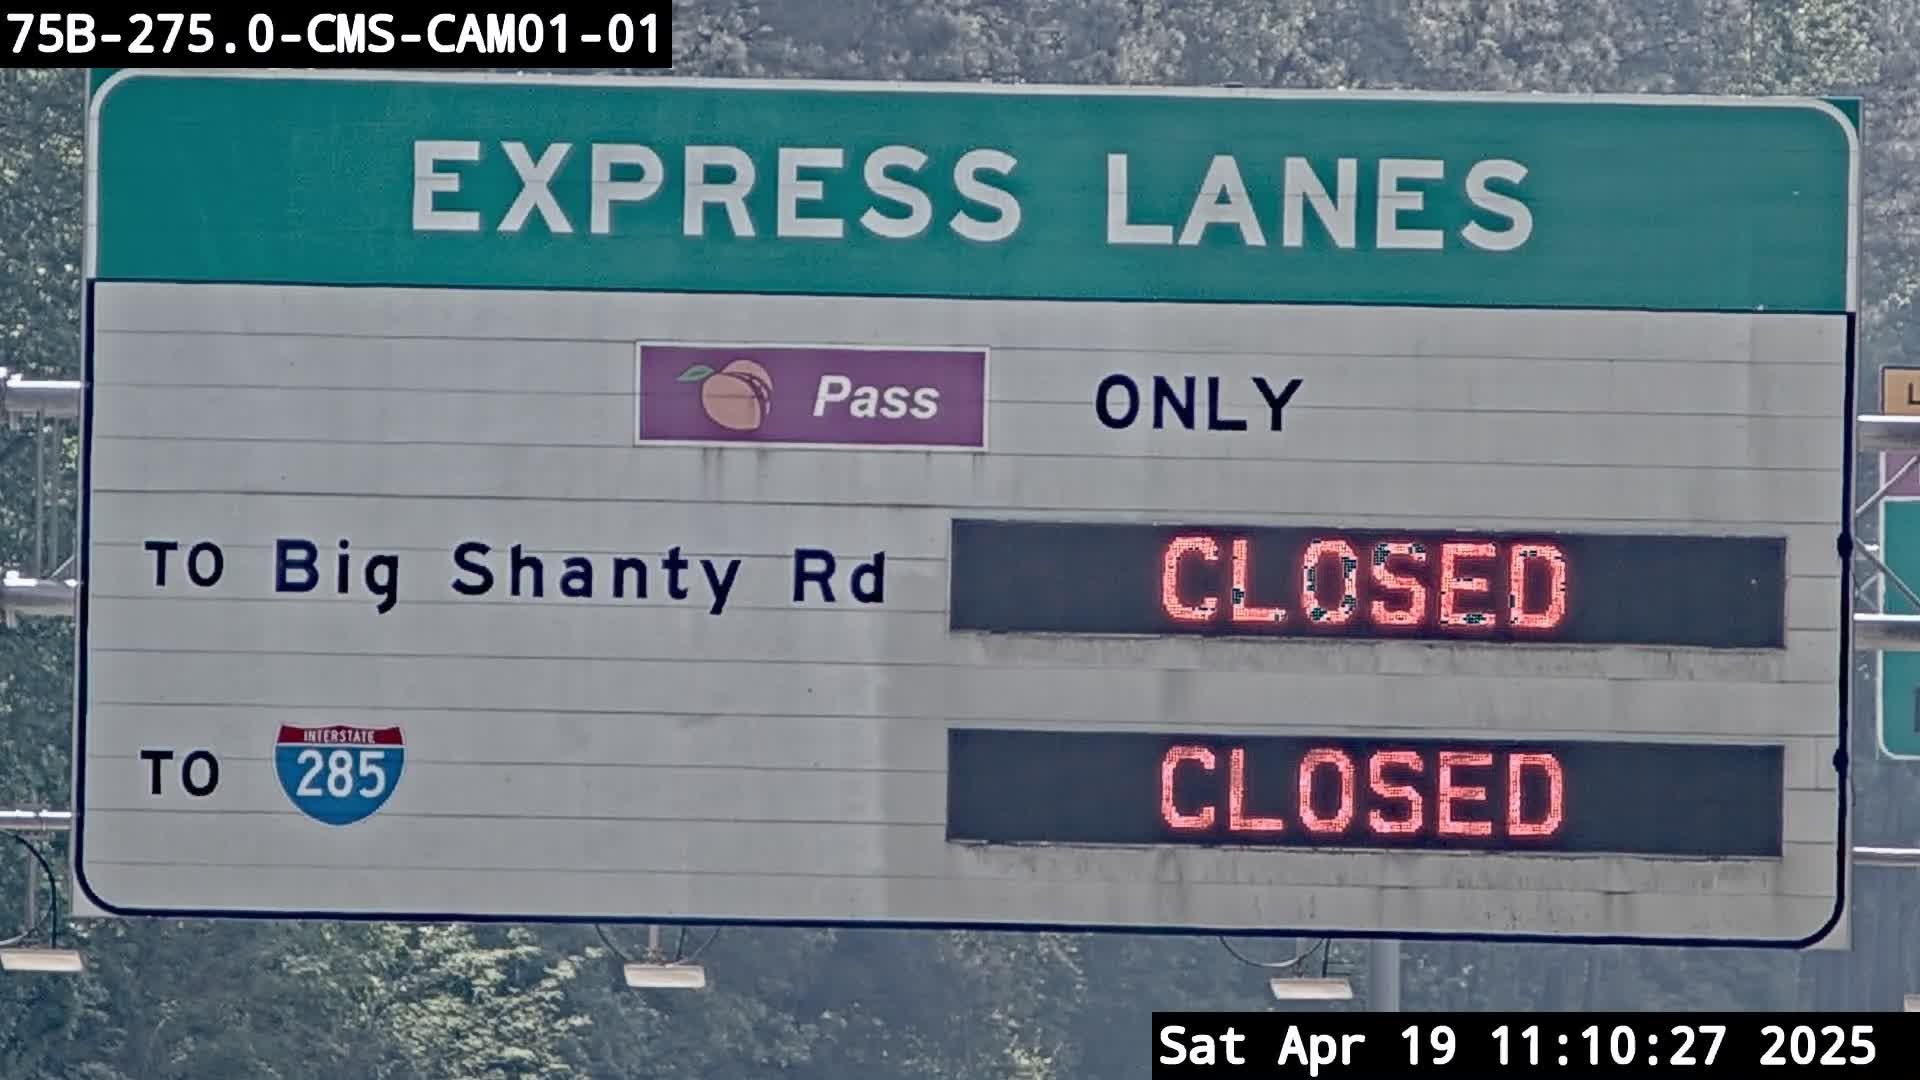 75B-275.0-CMS-CAM01-01
EXPRESS LANES
Pass ONLY
TO Big Shanty Rd CLOSED
INTERSTATE
TO 285 CLOSED
Sat Apr 19 11:10:27 2025